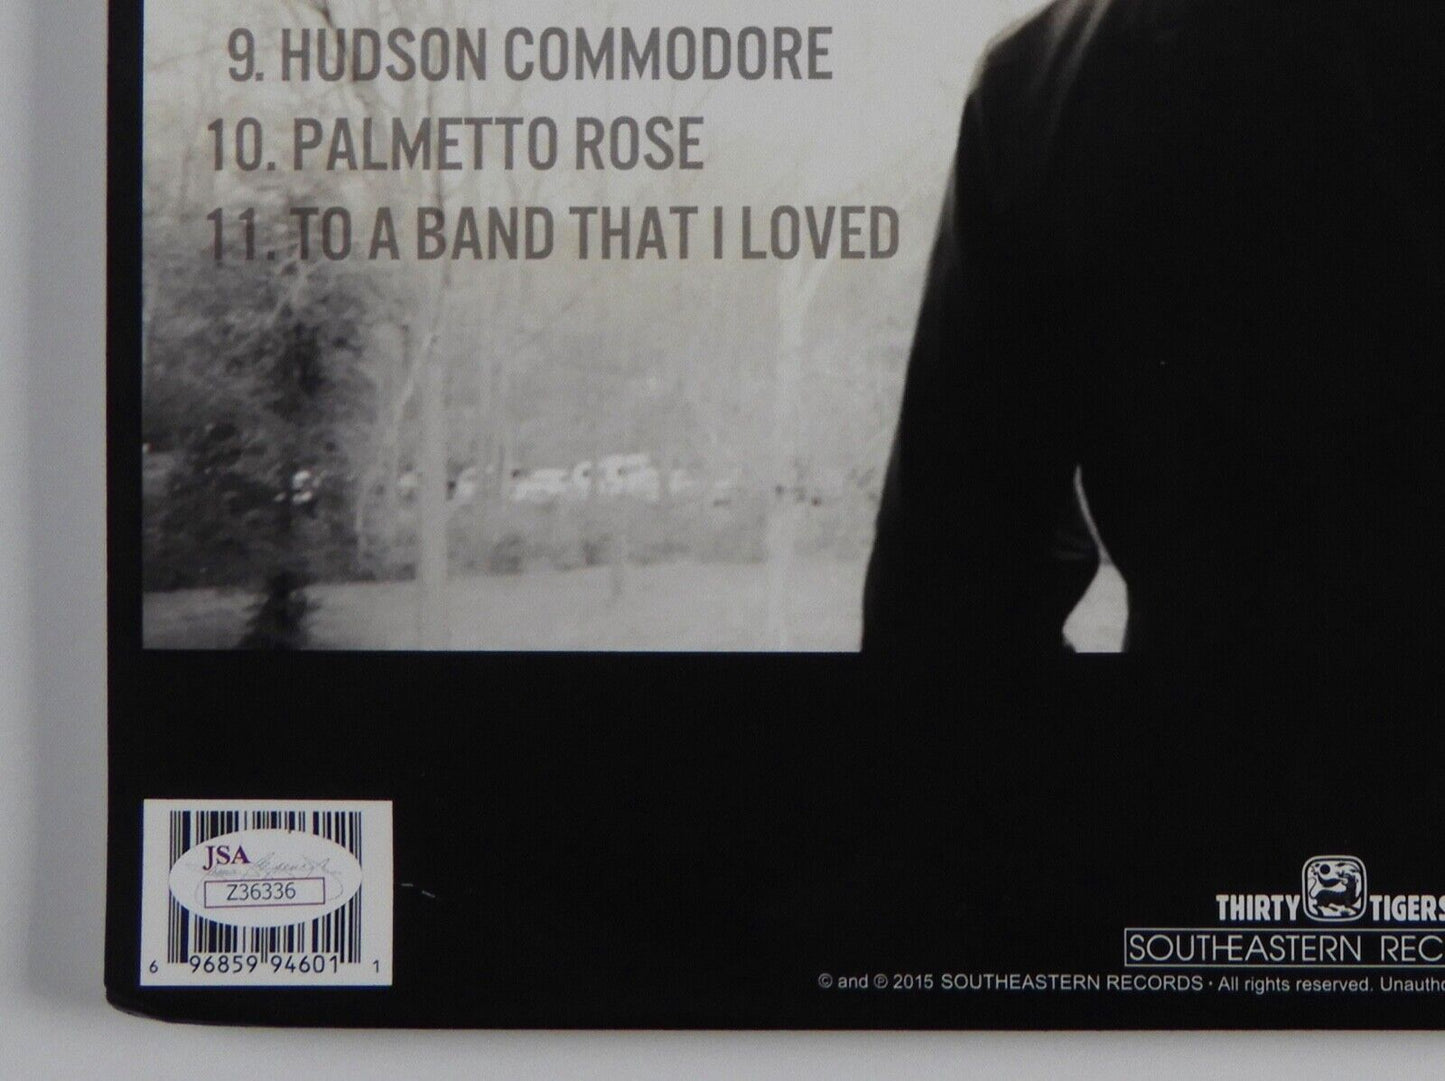 9. HUDSON COMMODORE
10. PALMETTO ROSE
11. TO A BAND THAT I LOVED
JSA
Z36336
6 96859 94601 1
THIRTY TIGERS
SOUTHEASTERN REC
© and ℗ 2015 SOUTHEASTERN RECORDS · All rights reserved. Unautho